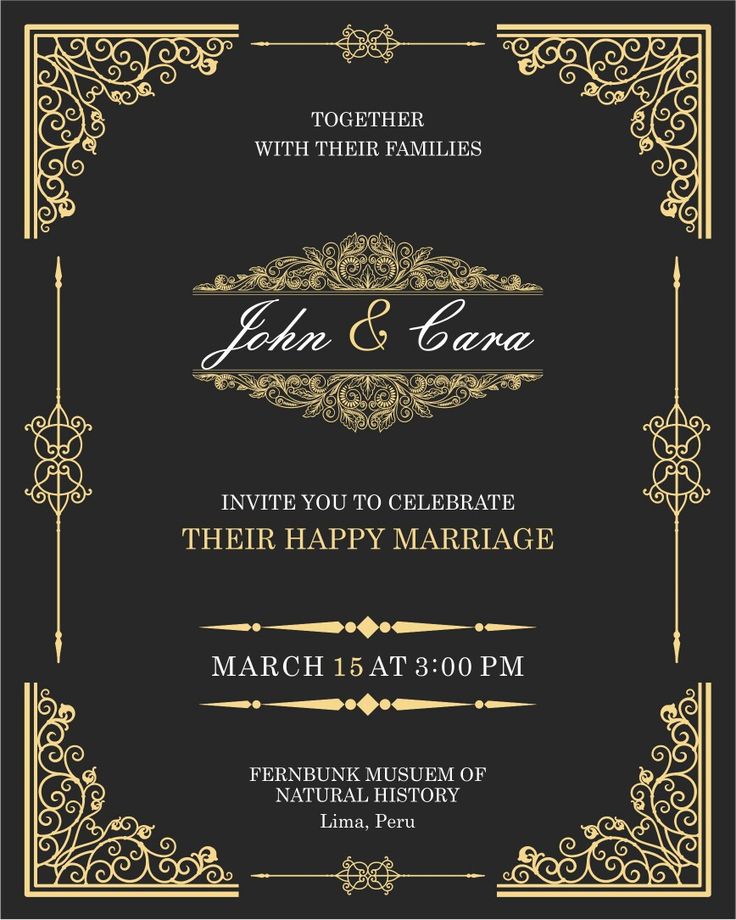 TOGETHER
WITH THEIR FAMILIES
John & Cara
INVITE YOU TO CELEBRATE
THEIR HAPPY MARRIAGE
MARCH 15 AT 3:00 PM
FERNBUNK MUSUEM OF
NATURAL HISTORY
Lima, Peru